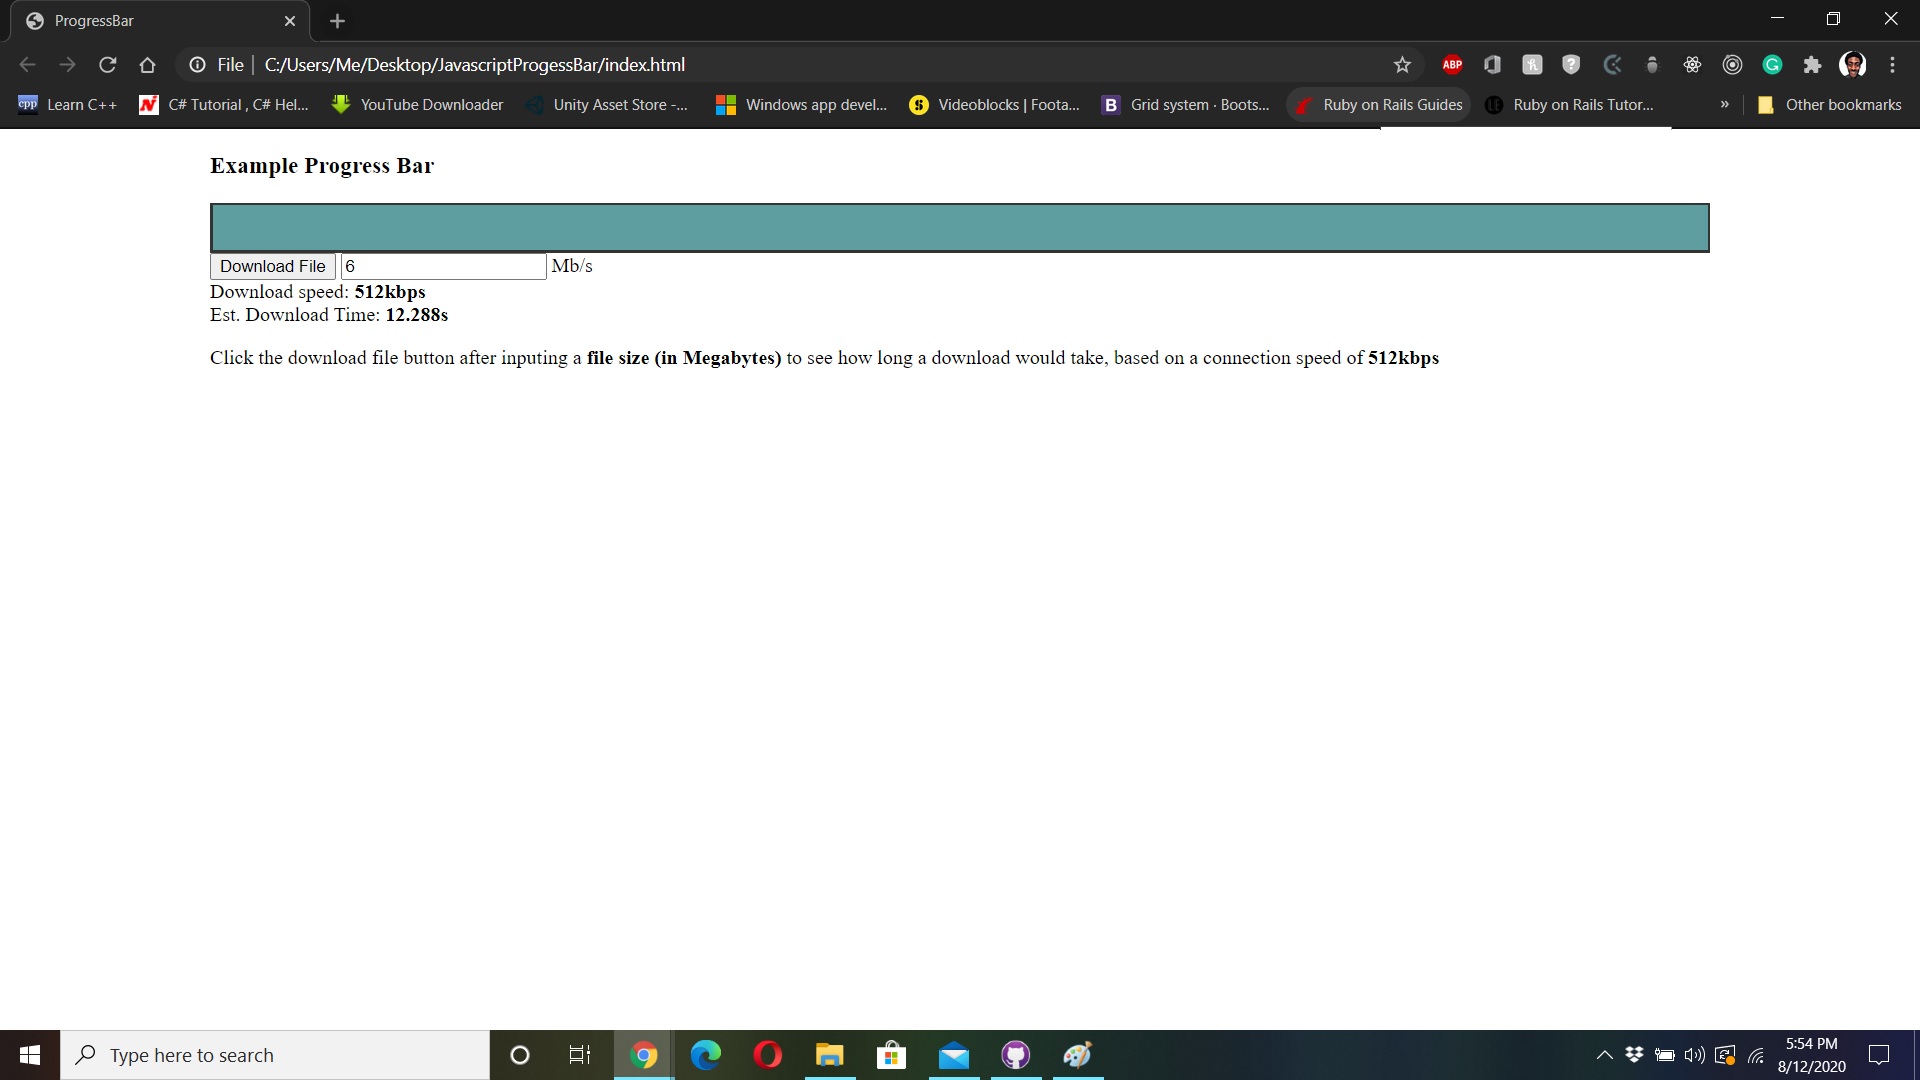 ProgressBar
File | C:/Users/Me/Desktop/JavascriptProgessBar/index.html
ABP
cpp Learn C++ C# Tutorial , C# Hel... YouTube Downloader Unity Asset Store -... Windows app devel... Videoblocks | Foota... B Grid system · Boots... Ruby on Rails Guides Ruby on Rails Tutor... » Other bookmarks
Example Progress Bar
Download File 6 Mb/s
Download speed: 512kbps
Est. Download Time: 12.288s
Click the download file button after inputing a file size (in Megabytes) to see how long a download would take, based on a connection speed of 512kbps
Type here to search
5:54 PM
8/12/2020